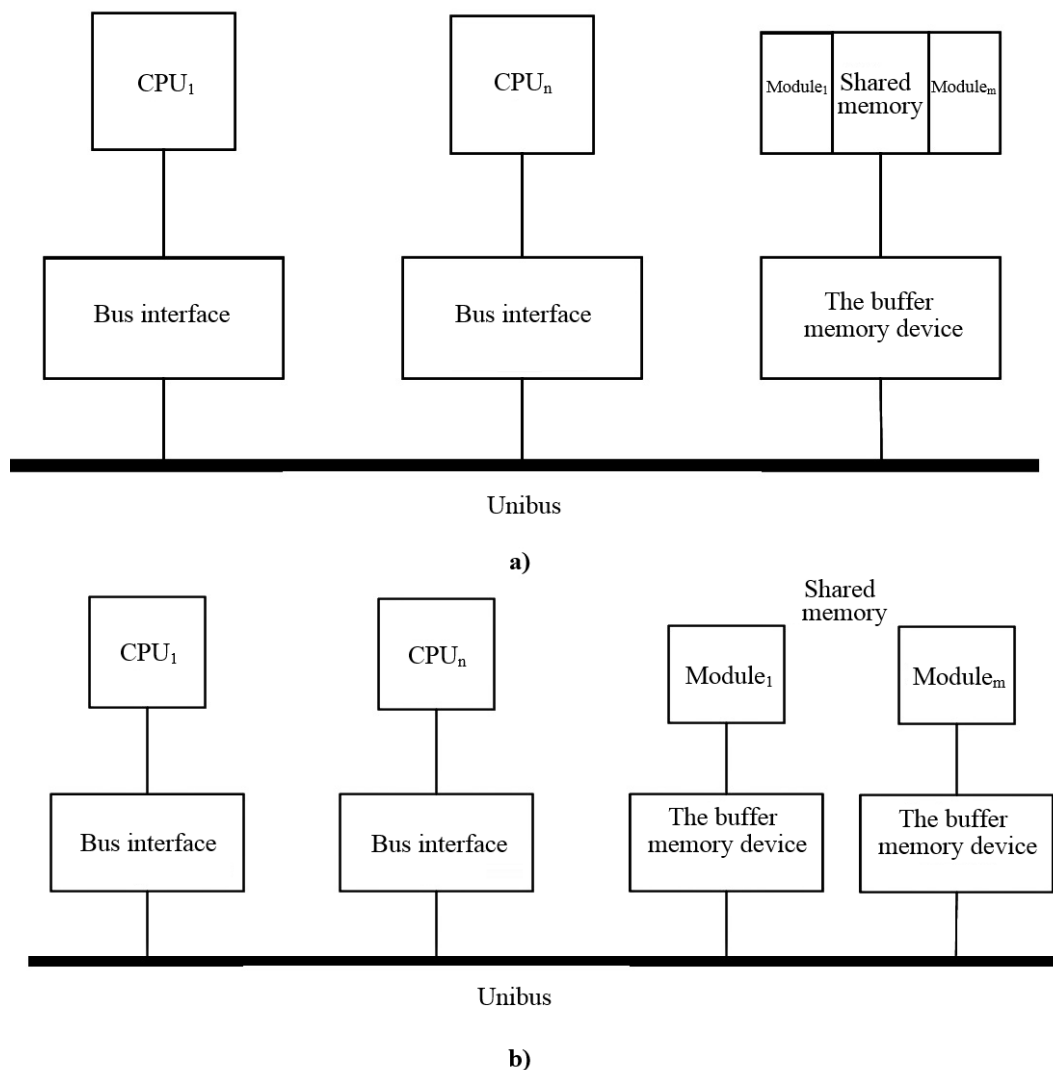 CPU₁
CPUₙ
Module₁
Shared
memory
Moduleₘ
Bus interface
Bus interface
The buffer
memory device
Unibus
a)
Shared
memory
CPU₁
CPUₙ
Module₁
Moduleₘ
Bus interface
Bus interface
The buffer
memory device
The buffer
memory device
Unibus
b)